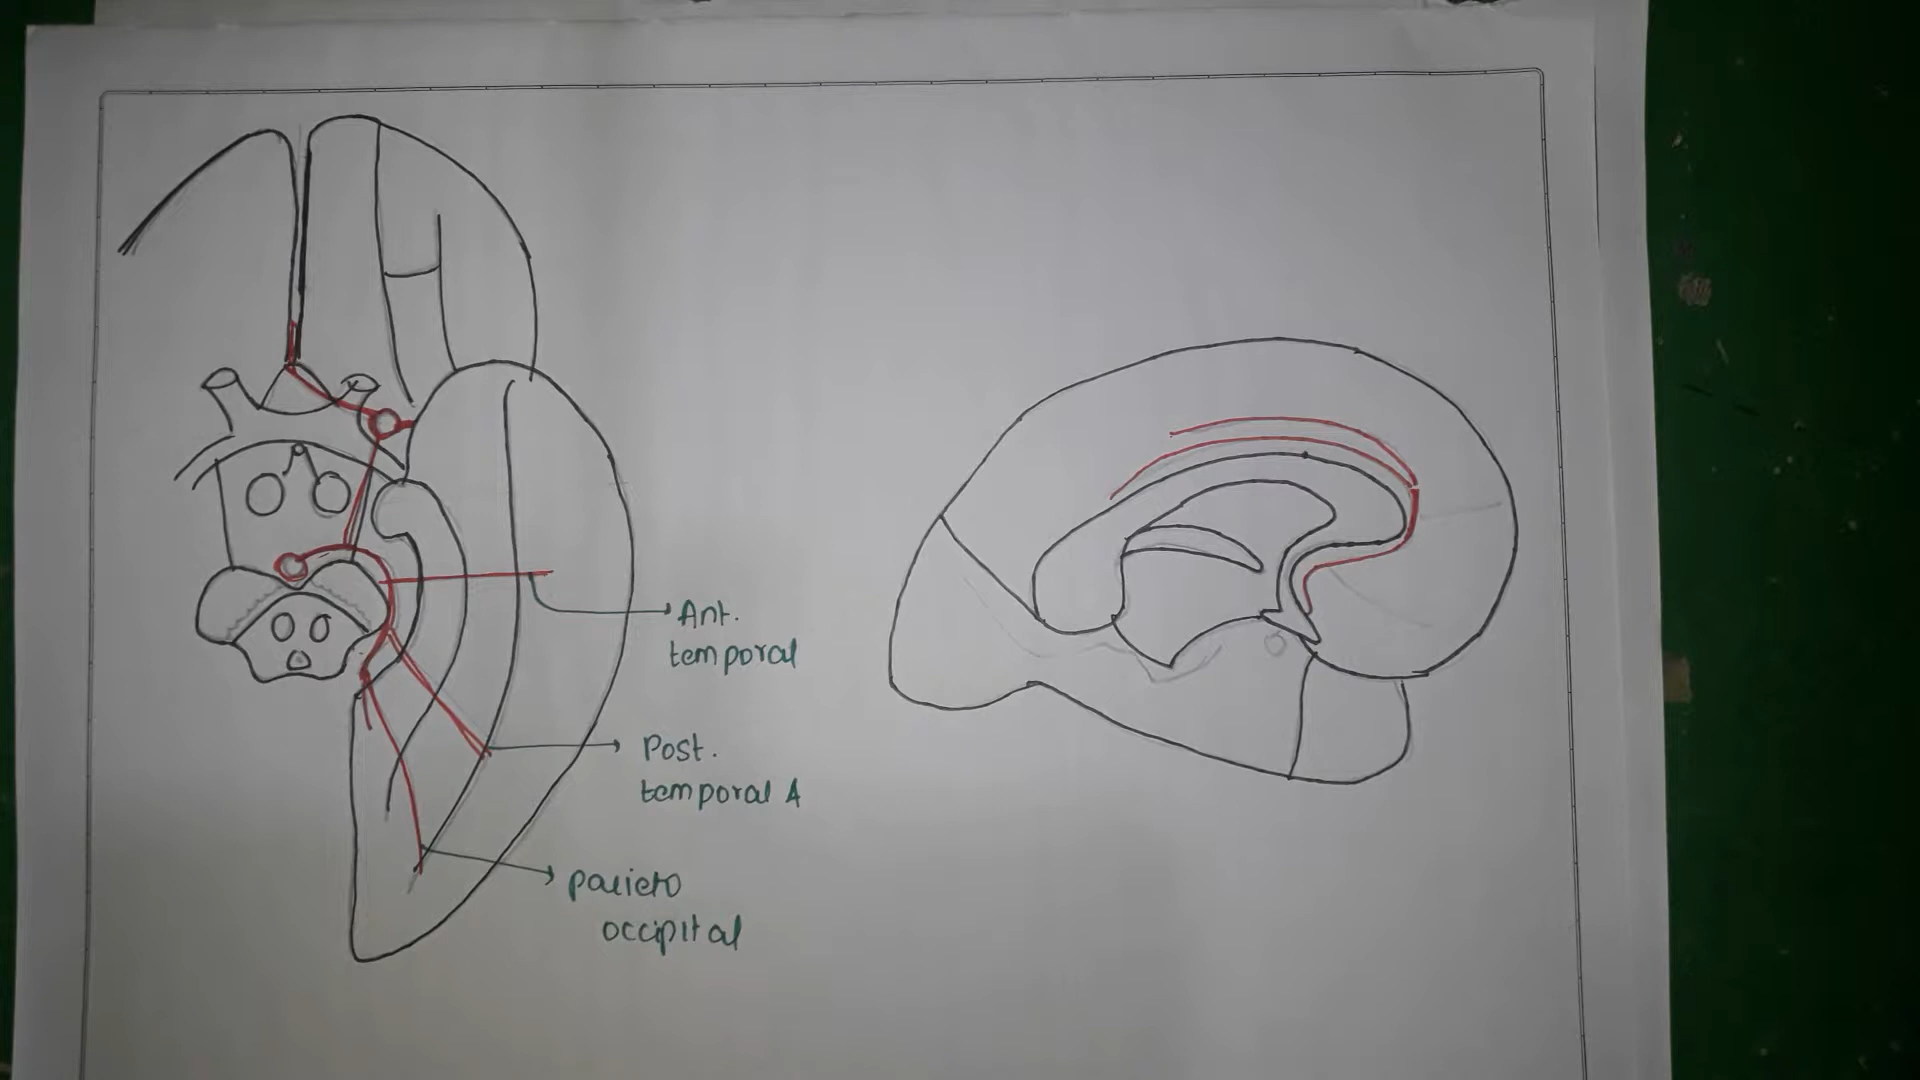 Ant.
temporal
Post.
temporal A
parieto
occipital